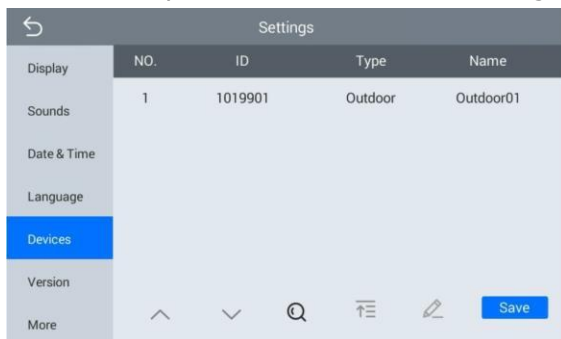 Settings
Display
Sounds
Date & Time
Language
Devices
Version
More
NO. ID Type Name
1 1019901 Outdoor Outdoor01
Save